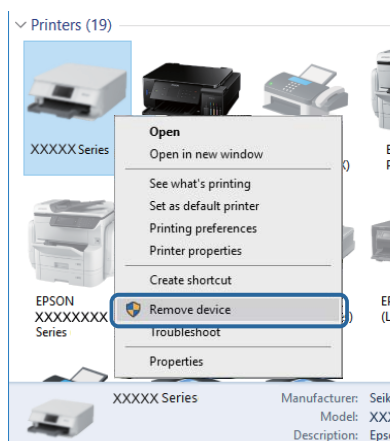 Printers (19)
XXXXX Series
Open
Open in new window
See what's printing
Set as default printer
Printing preferences
Printer properties
Create shortcut
Remove device
Troubleshoot
Properties
EPSON
XXXXXXXX
Series
XXXXX Series
Manufacturer:
Model:
Description: